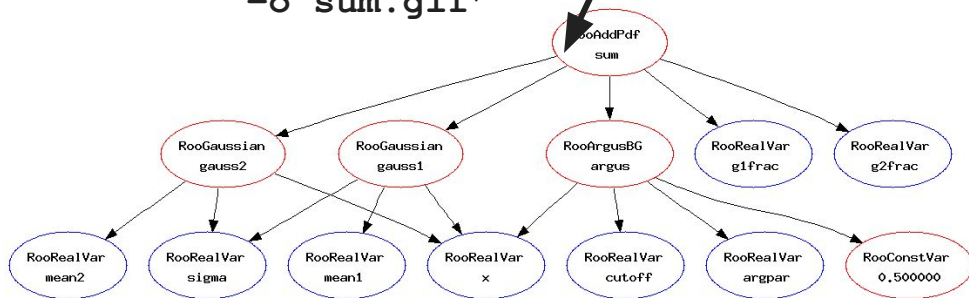 -o sum.gif'
ooAddPdf
sum
RooGaussian
gauss2
RooGaussian
gauss1
RooArgusBG
argus
RooRealVar
g1frac
RooRealVar
g2frac
RooRealVar
mean2
RooRealVar
sigma
RooRealVar
mean1
RooRealVar
x
RooRealVar
cutoff
RooRealVar
argpar
RooConstVar
0.500000